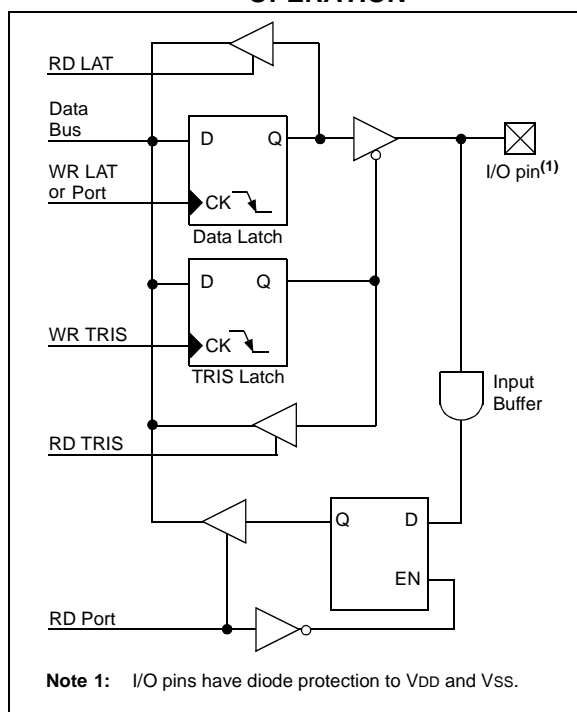 OPERATION
RD LAT
Data
Bus
D Q
I/O pin(1)
WR LAT
or Port
CK
Data Latch
D Q
WR TRIS
CK
TRIS Latch
Input
Buffer
RD TRIS
Q D
EN
RD Port
Note 1: I/O pins have diode protection to VDD and VSS.